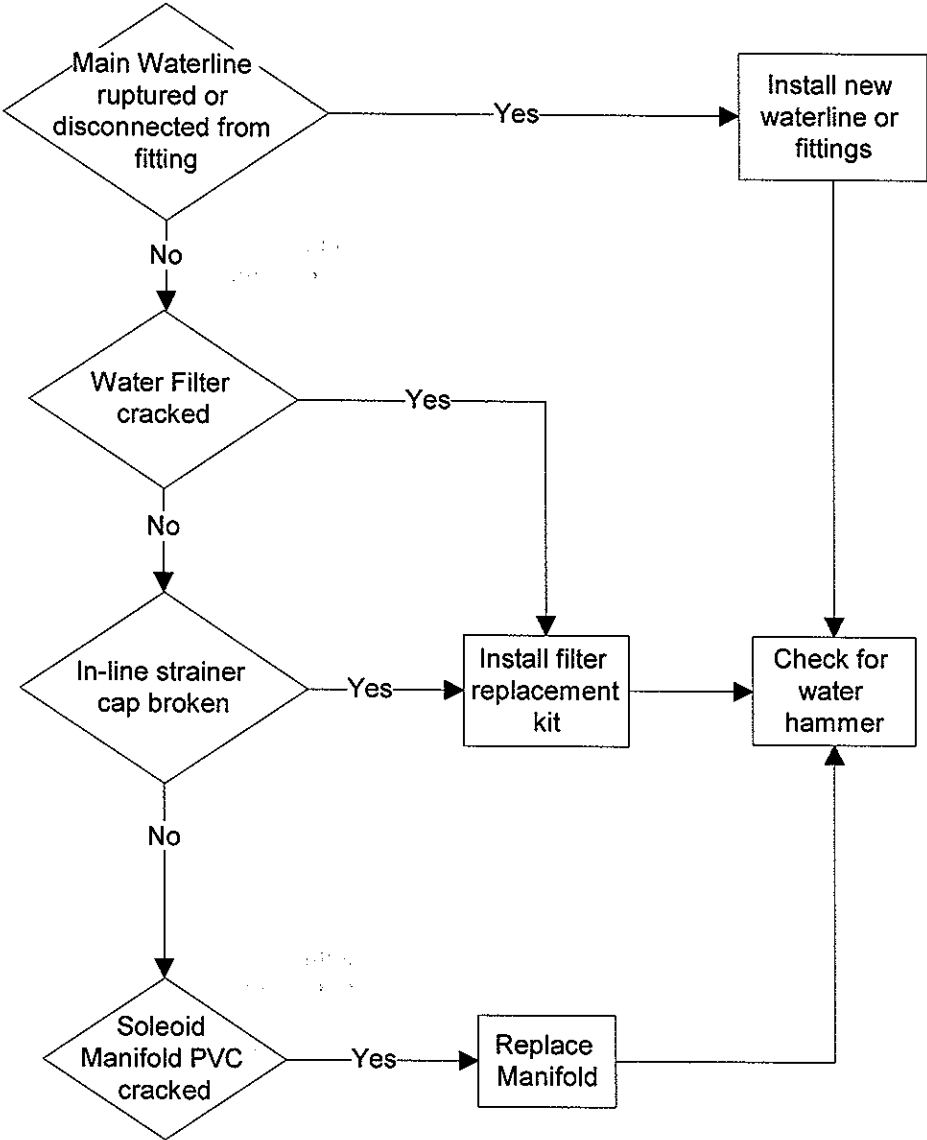 Main Waterline
ruptured or
disconnected from
fitting
Yes
Install new
waterline or
fittings
No
Water Filter
cracked
Yes
No
In-line strainer
cap broken
Yes
Install filter
replacement
kit
Check for
water
hammer
No
Soleoid
Manifold PVC
cracked
Yes
Replace
Manifold